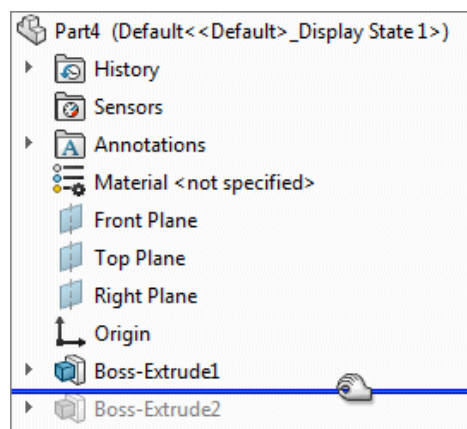 Part4 (Default<<Default>_Display State 1>)
History
Sensors
Annotations
Material <not specified>
Front Plane
Top Plane
Right Plane
Origin
Boss-Extrude1
Boss-Extrude2